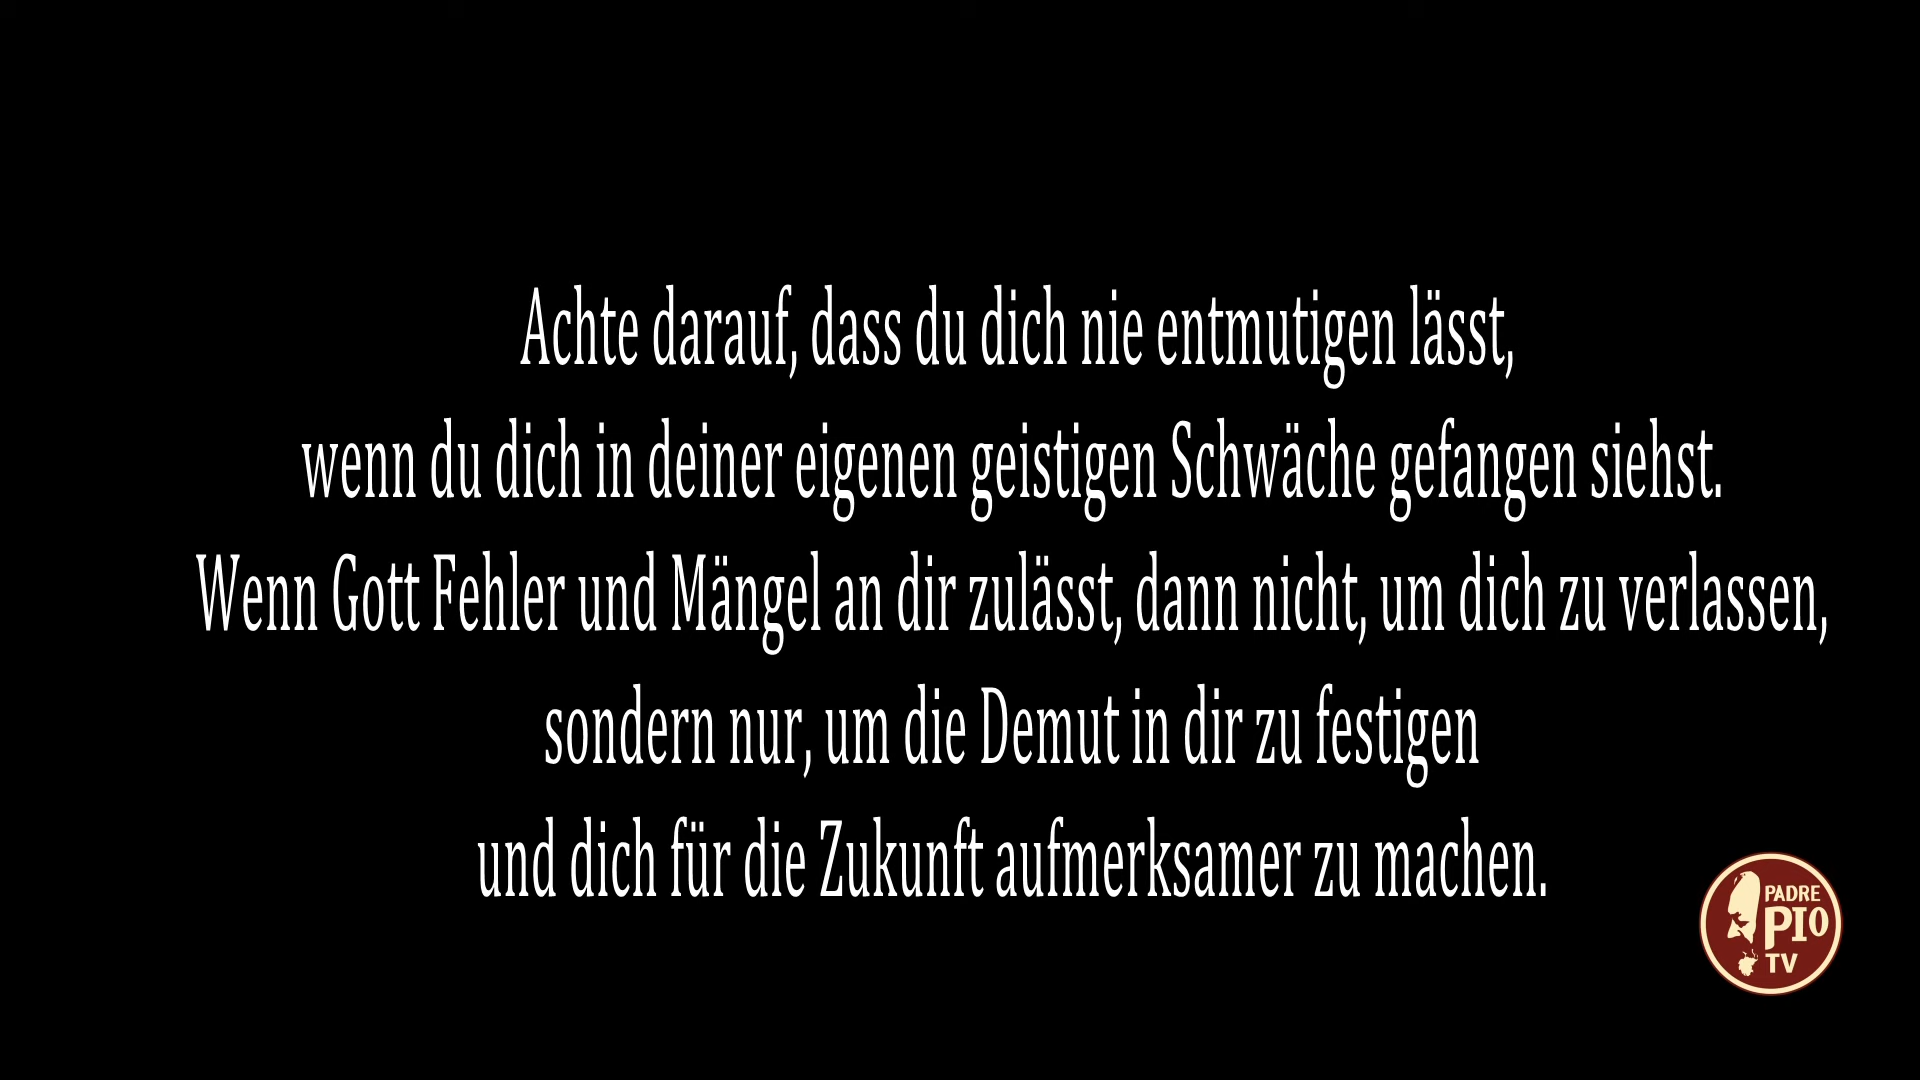 Achte darauf, dass du dich nie entmutigen lässt,
wenn du dich in deiner eigenen geistigen Schwäche gefangen siehst.
Wenn Gott Fehler und Mängel an dir zulässt, dann nicht, um dich zu verlassen,
sondern nur, um die Demut in dir zu festigen
und dich für die Zukunft aufmerksamer zu machen.
PADRE
PIO
TV